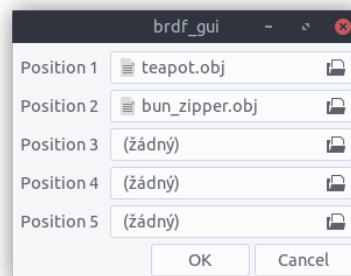 brdf_gui
Position 1 teapot.obj
Position 2 bun_zipper.obj
Position 3 (žádný)
Position 4 (žádný)
Position 5 (žádný)
OK Cancel